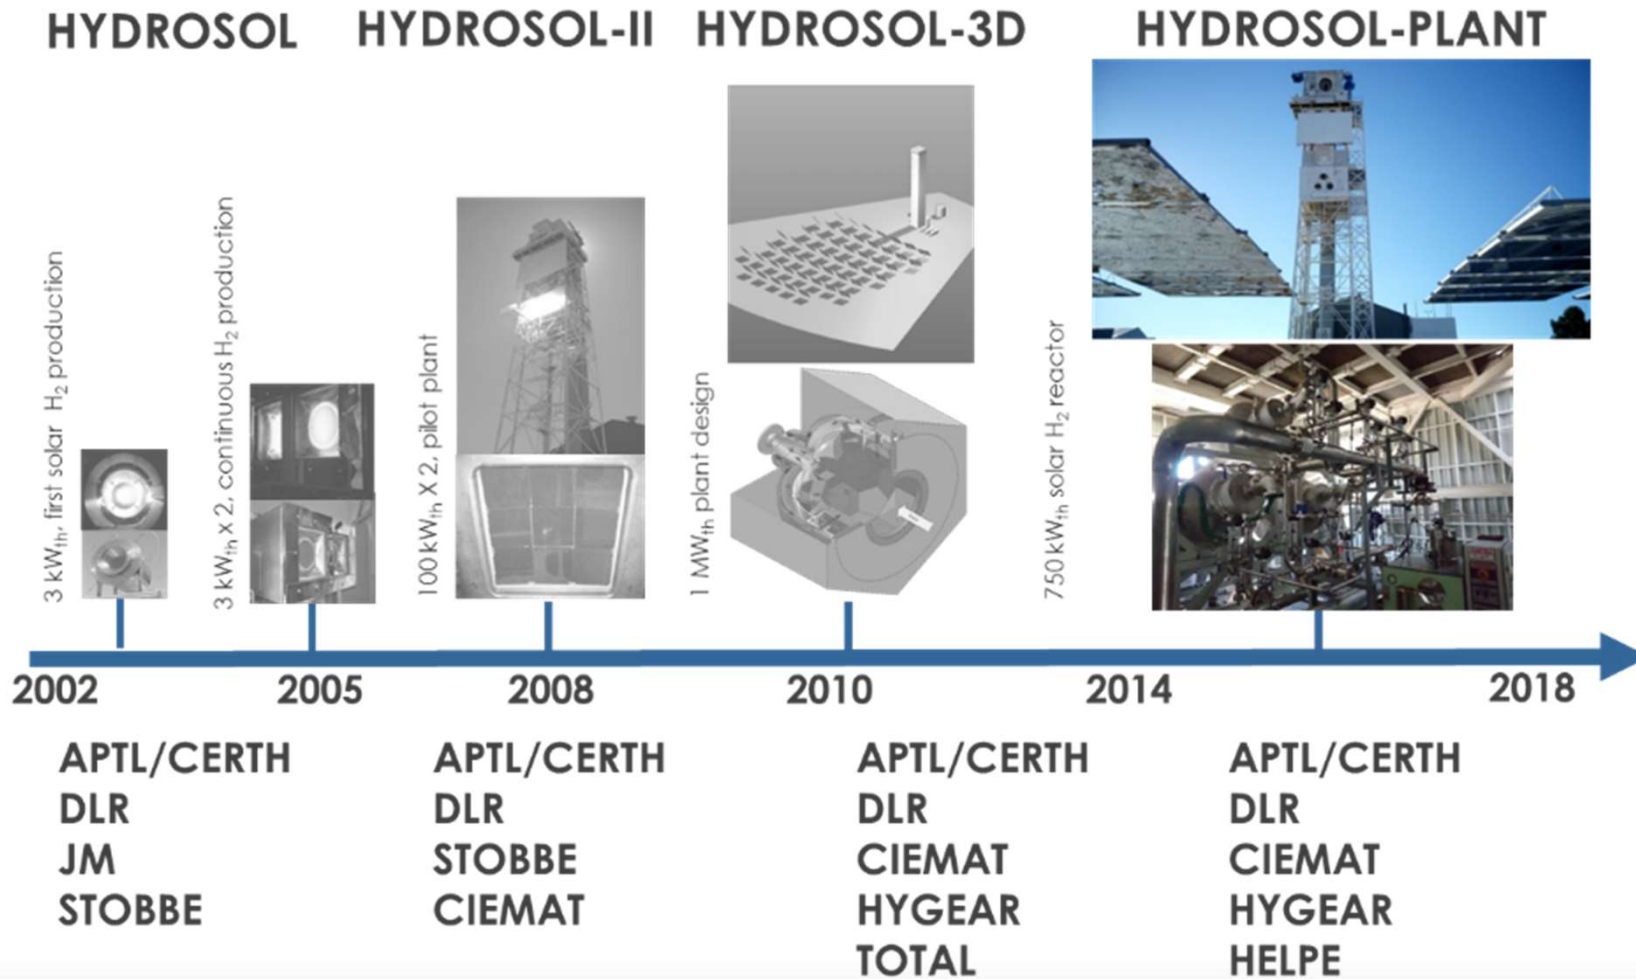 HYDROSOL
HYDROSOL-II
HYDROSOL-3D
HYDROSOL-PLANT
3 kWth, first solar H2 production
3 kWth x 2, continuous H2 production
100 kWth X 2, pilot plant
1 MWth plant design
750 kWth solar H2 reactor
2002
2005
2008
2010
2014
2018
APTL/CERTH
DLR
JM
STOBBE
APTL/CERTH
DLR
STOBBE
CIEMAT
APTL/CERTH
DLR
CIEMAT
HYGEAR
TOTAL
APTL/CERTH
DLR
CIEMAT
HYGEAR
HELPE